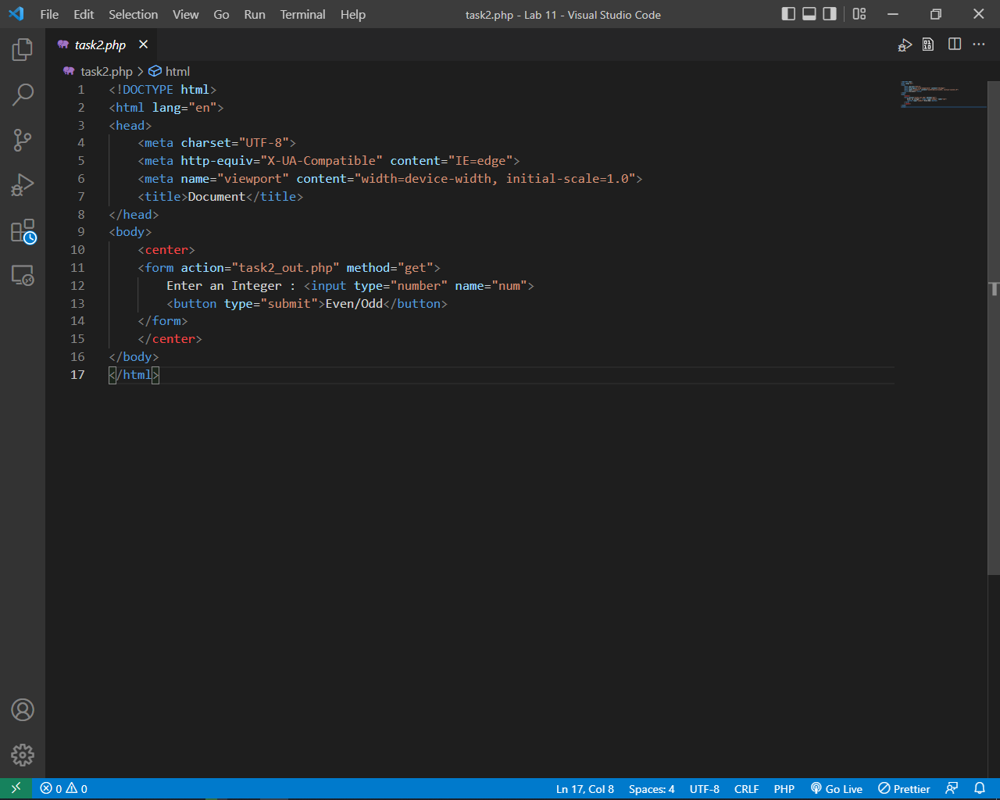 File Edit Selection View Go Run Terminal Help task2.php - Lab 11 - Visual Studio Code
task2.php
task2.php > html
1 <!DOCTYPE html>
2 <html lang="en">
3 <head>
4 <meta charset="UTF-8">
5 <meta http-equiv="X-UA-Compatible" content="IE=edge">
6 <meta name="viewport" content="width=device-width, initial-scale=1.0">
7 <title>Document</title>
8 </head>
9 <body>
10 <center>
11 <form action="task2_out.php" method="get">
12 Enter an Integer : <input type="number" name="num">
13 <button type="submit">Even/Odd</button>
14 </form>
15 </center>
16 </body>
17 </html>
0 0 Ln 17, Col 8 Spaces: 4 UTF-8 CRLF PHP Go Live Prettier